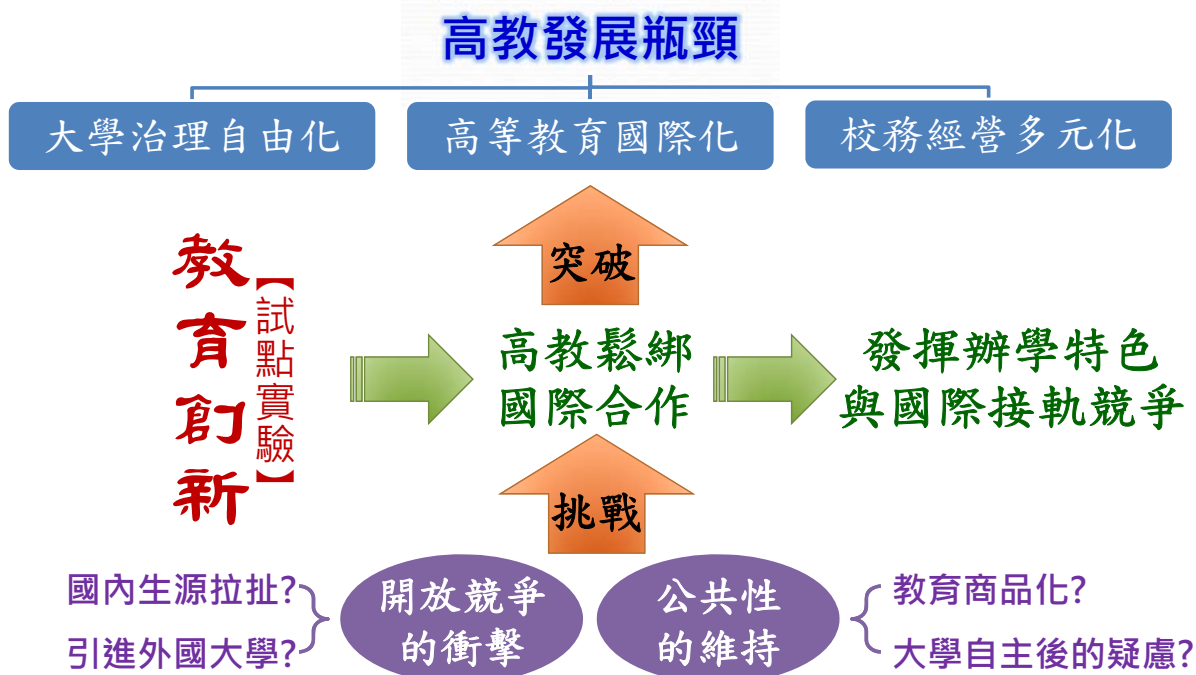 高教發展瓶頸
大學治理自由化
高等教育國際化
校務經營多元化
突破
教育創新
【試點實驗】
高教鬆綁
國際合作
發揮辦學特色
與國際接軌競爭
挑戰
國內生源拉扯?
引進外國大學?
開放競爭
的衝擊
公共性
的維持
教育商品化?
大學自主後的疑慮?